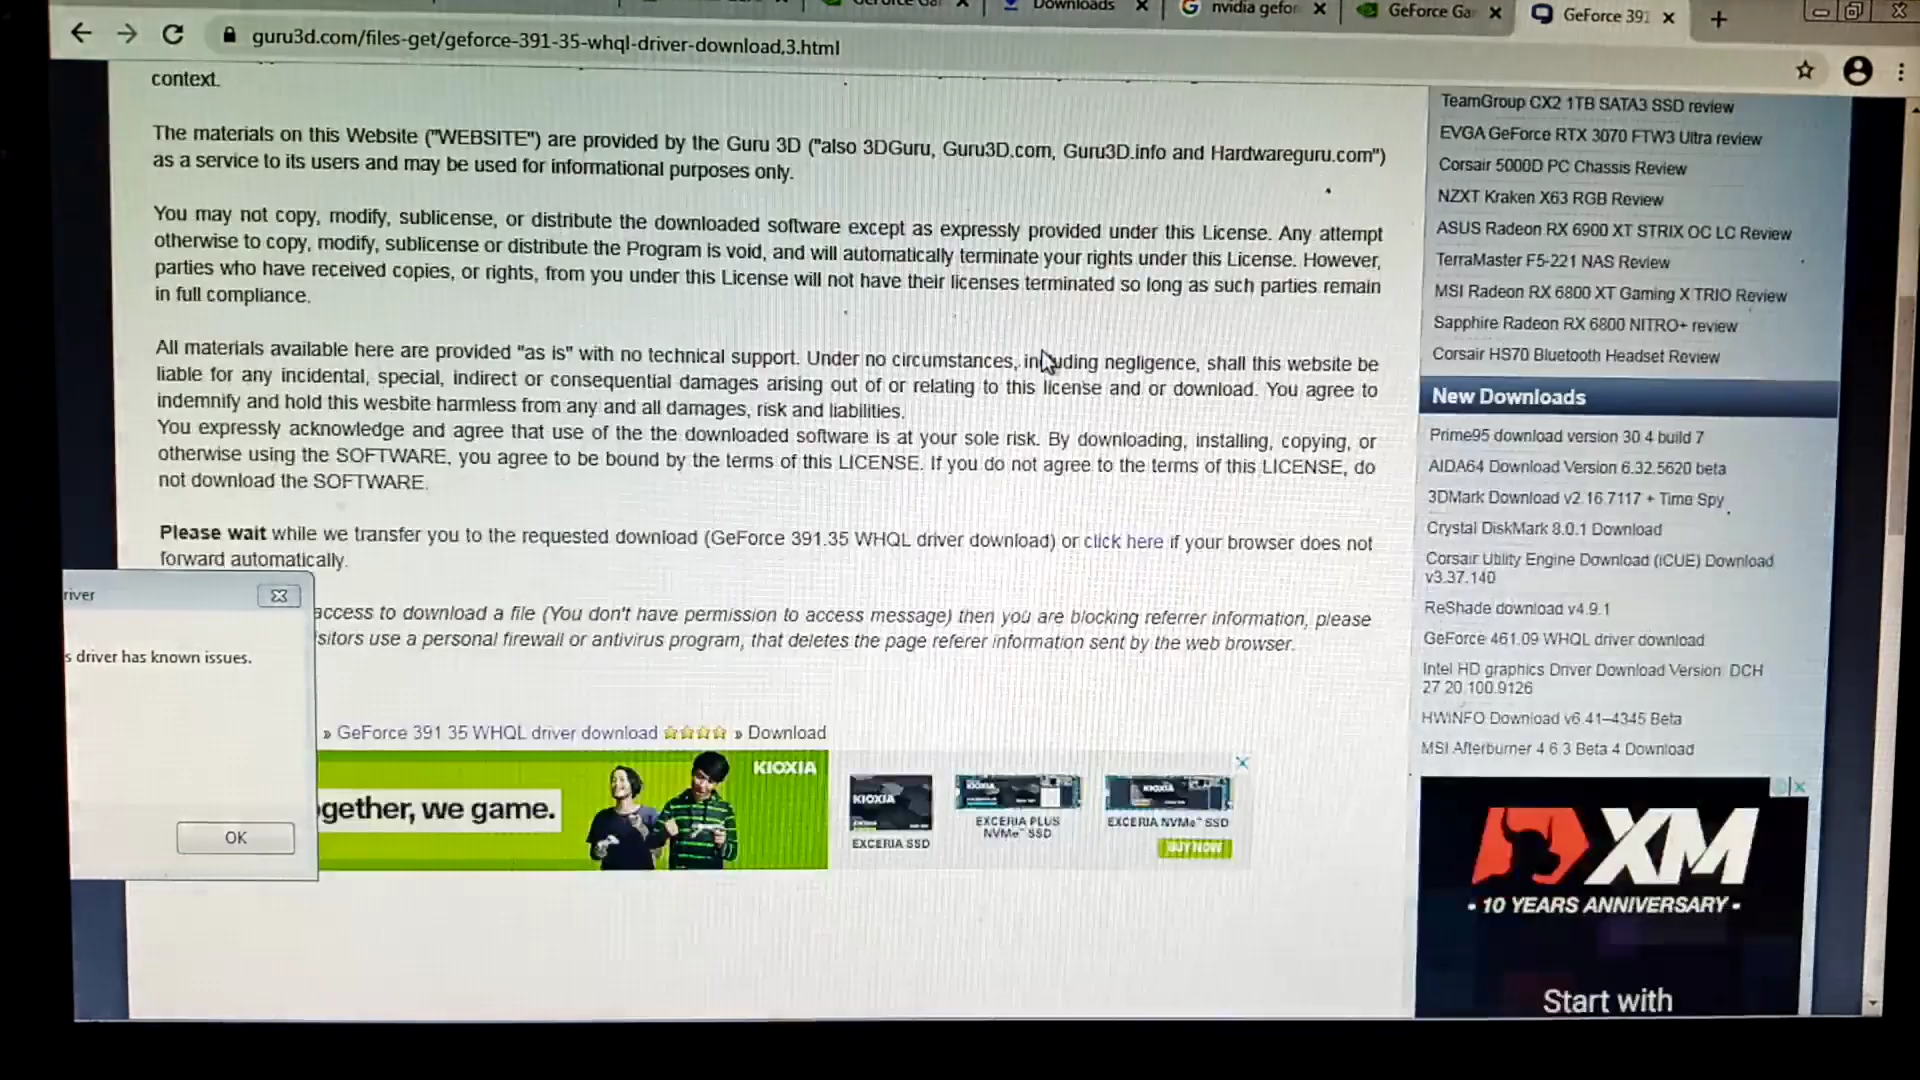 GeForce Ga
Downloads
nvidia gefor
GeForce Ga
GeForce 391
guru3d.com/files-get/geforce-391-35-whql-driver-download,3.html
context.
The materials on this Website ("WEBSITE") are provided by the Guru 3D ("also 3DGuru, Guru3D.com, Guru3D.info and Hardwareguru.com")
as a service to its users and may be used for informational purposes only.
You may not copy, modify, sublicense, or distribute the downloaded software except as expressly provided under this License. Any attempt
otherwise to copy, modify, sublicense or distribute the Program is void, and will automatically terminate your rights under this License. However,
parties who have received copies, or rights, from you under this License will not have their licenses terminated so long as such parties remain
in full compliance.
All materials available here are provided "as is" with no technical support. Under no circumstances, including negligence, shall this website be
liable for any incidental, special, indirect or consequential damages arising out of or relating to this license and or download. You agree to
indemnify and hold this wesbite harmless from any and all damages, risk and liabilities.
You expressly acknowledge and agree that use of the the downloaded software is at your sole risk. By downloading, installing, copying, or
otherwise using the SOFTWARE, you agree to be bound by the terms of this LICENSE. If you do not agree to the terms of this LICENSE, do
not download the SOFTWARE.
Please wait while we transfer you to the requested download (GeForce 391.35 WHQL driver download) or click here if your browser does not
forward automatically.
access to download a file (You don't have permission to access message) then you are blocking referrer information, please
sitors use a personal firewall or antivirus program, that deletes the page referer information sent by the web browser.
» GeForce 391 35 WHQL driver download » Download
river
s driver has known issues.
OK
gether, we game.
KIOXIA
KIOXIA
EXCERIA SSD
KIOXIA
EXCERIA PLUS
NVMe™ SSD
KIOXIA
EXCERIA NVMe™ SSD
BUY NOW
TeamGroup CX2 1TB SATA3 SSD review
EVGA GeForce RTX 3070 FTW3 Ultra review
Corsair 5000D PC Chassis Review
NZXT Kraken X63 RGB Review
ASUS Radeon RX 6900 XT STRIX OC LC Review
TerraMaster F5-221 NAS Review
MSI Radeon RX 6800 XT Gaming X TRIO Review
Sapphire Radeon RX 6800 NITRO+ review
Corsair HS70 Bluetooth Headset Review
New Downloads
Prime95 download version 30.4 build 7
AIDA64 Download Version 6.32.5620 beta
3DMark Download v2.16.7117 + Time Spy
Crystal DiskMark 8.0.1 Download
Corsair Utility Engine Download (iCUE) Download
v3.37.140
ReShade download v4.9.1
GeForce 461.09 WHQL driver download
Intel HD graphics Driver Download Version: DCH
27.20.100.9126
HWiNFO Download v6.41–4345 Beta
MSI Afterburner 4.6.3 Beta 4 Download
XM
• 10 YEARS ANNIVERSARY •
Start with